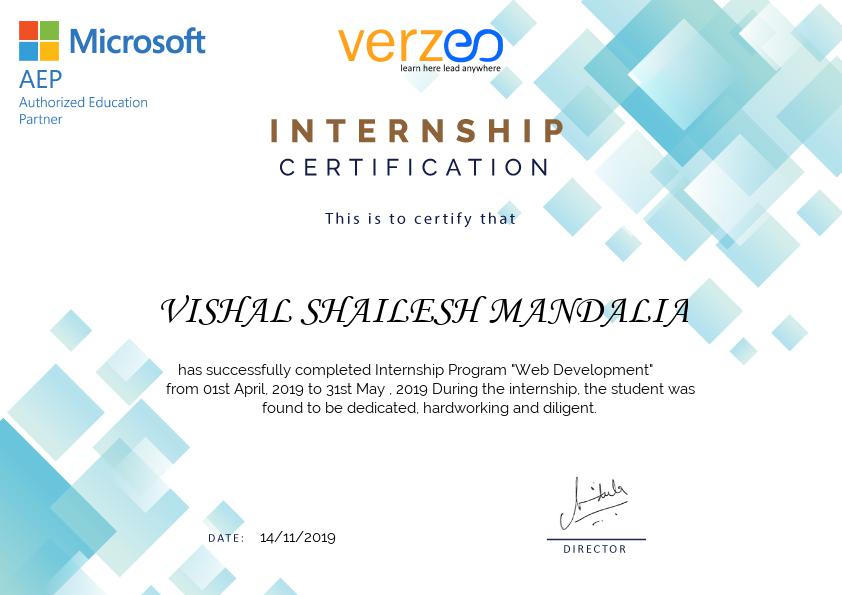 Microsoft
AEP
Authorized Education
Partner
verzeo
learn here lead anywhere
INTERNSHIP
CERTIFICATION
This is to certify that
VISHAL SHAILESH MANDALIA
has successfully completed Internship Program "Web Development"
from 01st April, 2019 to 31st May , 2019 During the internship, the student was
found to be dedicated, hardworking and diligent.
DATE: 14/11/2019
DIRECTOR